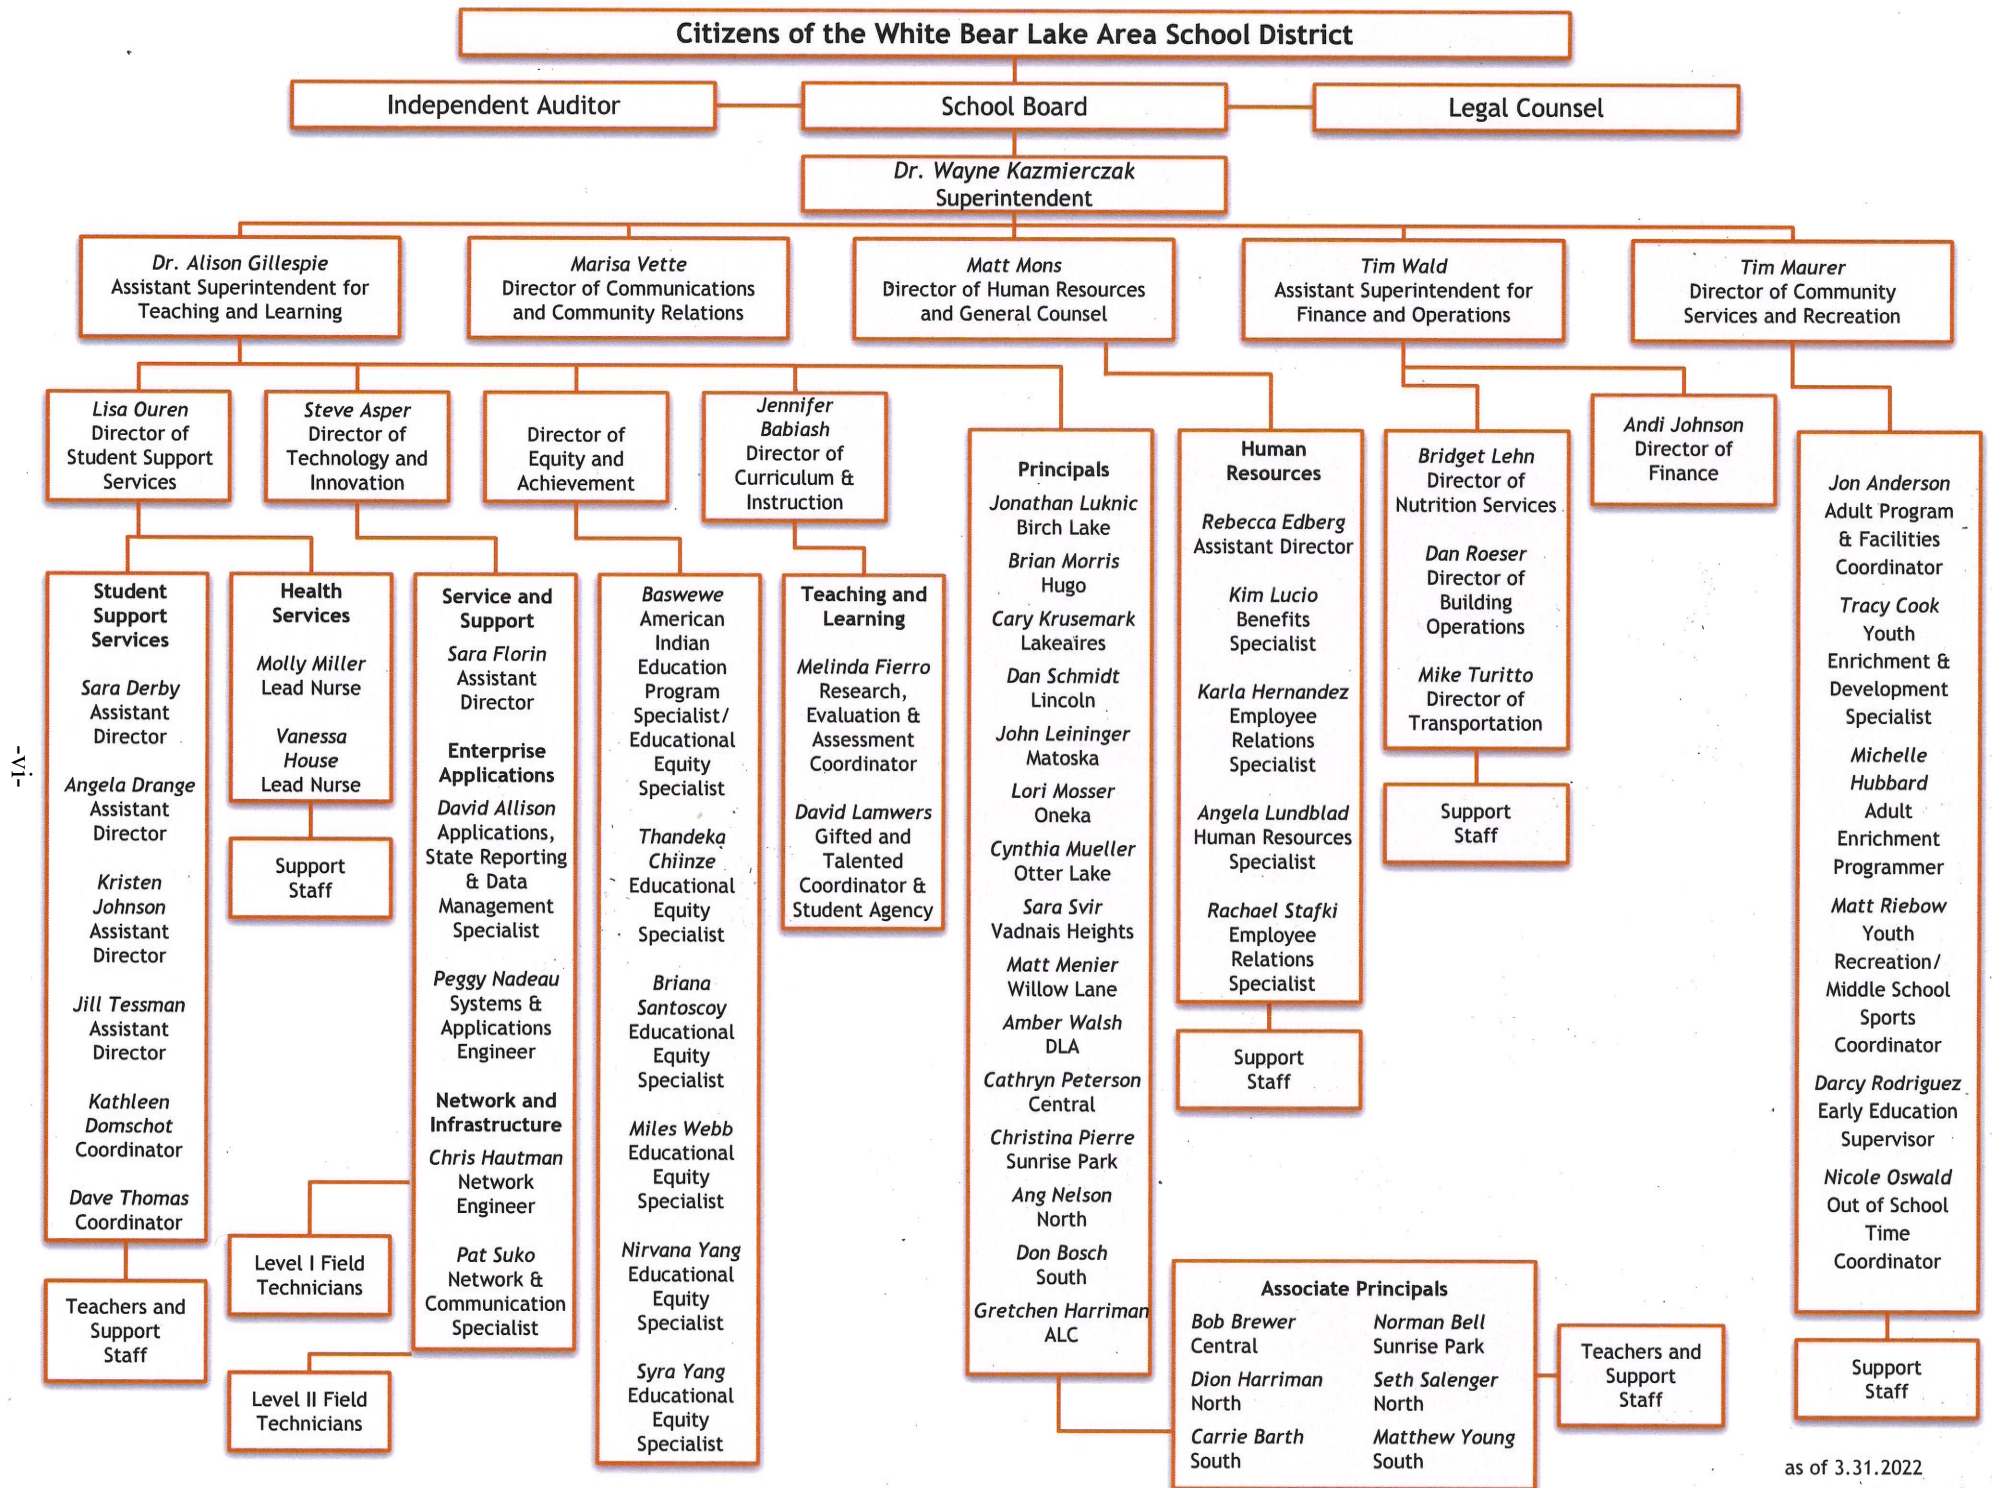 Citizens of the White Bear Lake Area School District
Independent Auditor
School Board
Legal Counsel
Dr. Wayne Kazmierczak
Superintendent
Dr. Alison Gillespie
Assistant Superintendent for
Teaching and Learning
Marisa Vette
Director of Communications
and Community Relations
Matt Mons
Director of Human Resources
and General Counsel
Tim Wald
Assistant Superintendent for
Finance and Operations
Tim Maurer
Director of Community
Services and Recreation
Lisa Ouren
Director of
Student Support
Services
Steve Asper
Director of
Technology and
Innovation
Director of
Equity and
Achievement
Jennifer
Babiash
Director of
Curriculum &
Instruction
Student
Support
Services
Sara Derby
Assistant
Director
Angela Drange
Assistant
Director
Kristen
Johnson
Assistant
Director
Jill Tessman
Assistant
Director
Kathleen
Domschot
Coordinator
Dave Thomas
Coordinator
Teachers and
Support
Staff
Health
Services
Molly Miller
Lead Nurse
Vanessa
House
Lead Nurse
Support
Staff
Level I Field
Technicians
Level II Field
Technicians
Service and
Support
Sara Florin
Assistant
Director
Enterprise
Applications
David Allison
Applications,
State Reporting
& Data
Management
Specialist
Peggy Nadeau
Systems &
Applications
Engineer
Network and
Infrastructure
Chris Hautman
Network
Engineer
Pat Suko
Network &
Communication
Specialist
Baswewe
American
Indian
Education
Program
Specialist/
Educational
Equity
Specialist
Thandeka
Chiinze
Educational
Equity
Specialist
Briana
Santoscoy
Educational
Equity
Specialist
Miles Webb
Educational
Equity
Specialist
Nirvana Yang
Educational
Equity
Specialist
Syra Yang
Educational
Equity
Specialist
Teaching and
Learning
Melinda Fierro
Research,
Evaluation &
Assessment
Coordinator
David Lamwers
Gifted and
Talented
Coordinator &
Student Agency
Principals
Jonathan Luknic
Birch Lake
Brian Morris
Hugo
Cary Krusemark
Lakeaires
Dan Schmidt
Lincoln
John Leininger
Matoska
Lori Mosser
Oneka
Cynthia Mueller
Otter Lake
Sara Svir
Vadnais Heights
Matt Menier
Willow Lane
Amber Walsh
DLA
Cathryn Peterson
Central
Christina Pierre
Sunrise Park
Ang Nelson
North
Don Bosch
South
Gretchen Harriman
ALC
Human
Resources
Rebecca Edberg
Assistant Director
Kim Lucio
Benefits
Specialist
Karla Hernandez
Employee
Relations
Specialist
Angela Lundblad
Human Resources
Specialist
Rachael Stafki
Employee
Relations
Specialist
Support
Staff
Bridget Lehn
Director of
Nutrition Services
Dan Roeser
Director of
Building
Operations
Mike Turitto
Director of
Transportation
Support
Staff
Andi Johnson
Director of
Finance
Jon Anderson
Adult Program
& Facilities
Coordinator
Tracy Cook
Youth
Enrichment &
Development
Specialist
Michelle
Hubbard
Adult
Enrichment
Programmer
Matt Riebow
Youth
Recreation/
Middle School
Sports
Coordinator
Darcy Rodriguez
Early Education
Supervisor
Nicole Oswald
Out of School
Time
Coordinator
Support
Staff
Associate Principals
Bob Brewer
Central
Norman Bell
Sunrise Park
Dion Harriman
North
Seth Salenger
North
Carrie Barth
South
Matthew Young
South
Teachers and
Support
Staff
as of 3.31.2022
-vi-